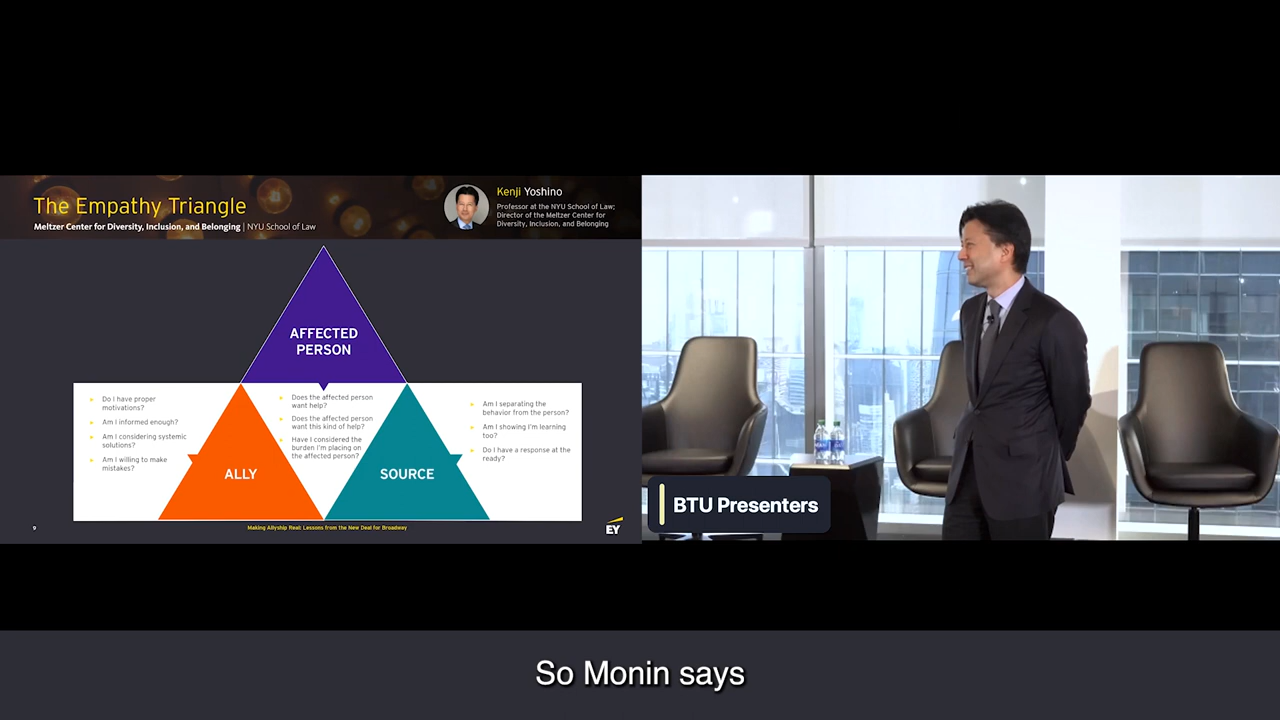 The Empathy Triangle
Meltzer Center for Diversity, Inclusion, and Belonging | NYU School of Law
Kenji Yoshino
Professor at the NYU School of Law;
Director of the Meltzer Center for
Diversity, Inclusion, and Belonging
AFFECTED
PERSON
Do I have proper
motivations?
Am I informed enough?
Am I considering systemic
solutions?
Am I willing to make
mistakes?
ALLY
Does the affected person
want help?
Does the affected person
want this kind of help?
Have I considered the
burden I'm placing on
the affected person?
SOURCE
Am I separating the
behavior from the person?
Am I showing I'm learning
too?
Do I have a response at the
ready?
9
Making Allyship Real: Lessons from the New Deal for Broadway
EY
BTU Presenters
So Monin says